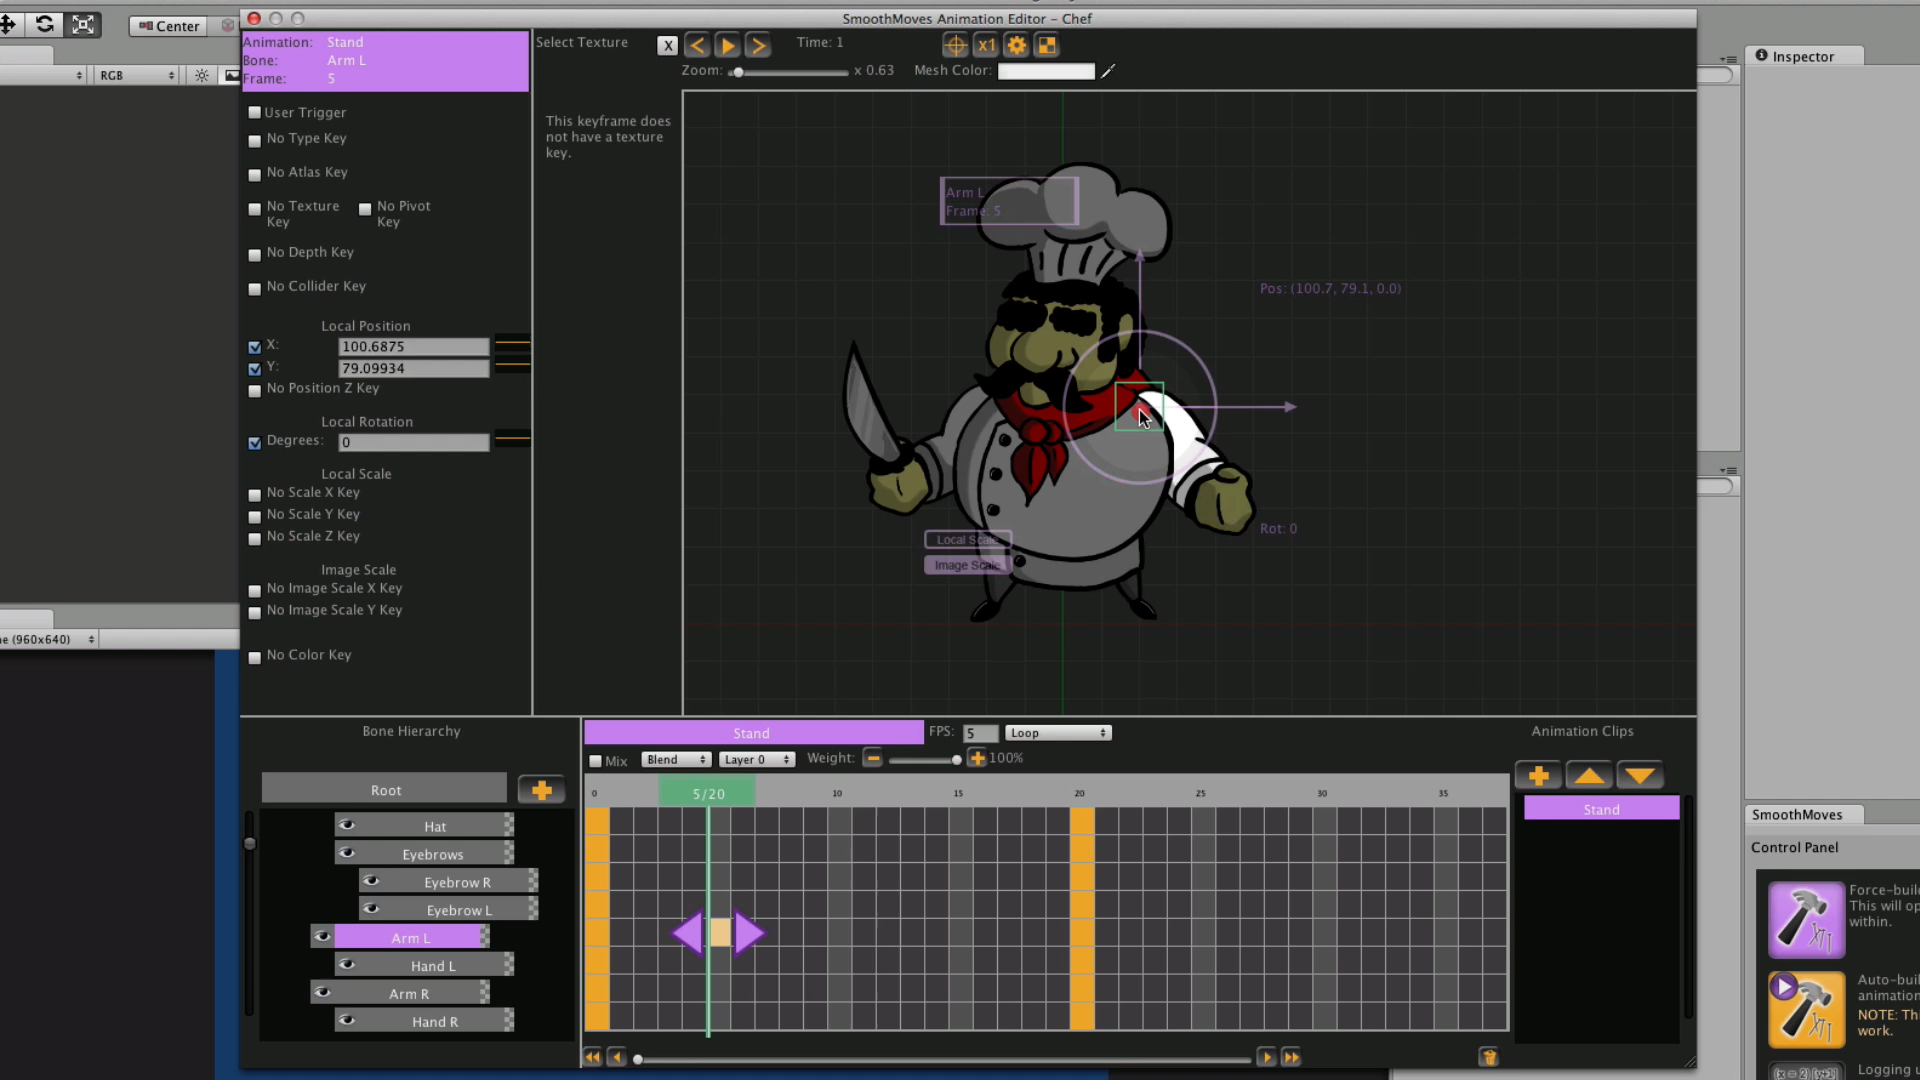 SmoothMoves Animation Editor - Chef
Center
RGB
Animation: Stand
Bone: Arm L
Frame: 5
Select Texture
X
Time: 1
x1
Zoom: x 0.63
Mesh Color:
Inspector
User Trigger
No Type Key
No Atlas Key
No Texture Key
No Pivot Key
No Depth Key
No Collider Key
Local Position
X: 100.6875
Y: 79.09934
No Position Z Key
Local Rotation
Degrees: 0
Local Scale
No Scale X Key
No Scale Y Key
No Scale Z Key
Image Scale
No Image Scale X Key
No Image Scale Y Key
No Color Key
This keyframe does
not have a texture
key.
Arm L
Frame: 5
Pos: (100.7, 79.1, 0.0)
Rot: 0
Local Scale
Image Scale
(960x640)
Bone Hierarchy
Root
Hat
Eyebrows
Eyebrow R
Eyebrow L
Arm L
Hand L
Arm R
Hand R
Stand
FPS: 5
Loop
Mix
Blend
Layer 0
Weight: 100%
0 5/20 10 15 20 25 30 35
Animation Clips
Stand
SmoothMoves
Control Panel
Force-buil
This will op
within.
Auto-buil
animation
NOTE: Thi
work.
Logging u